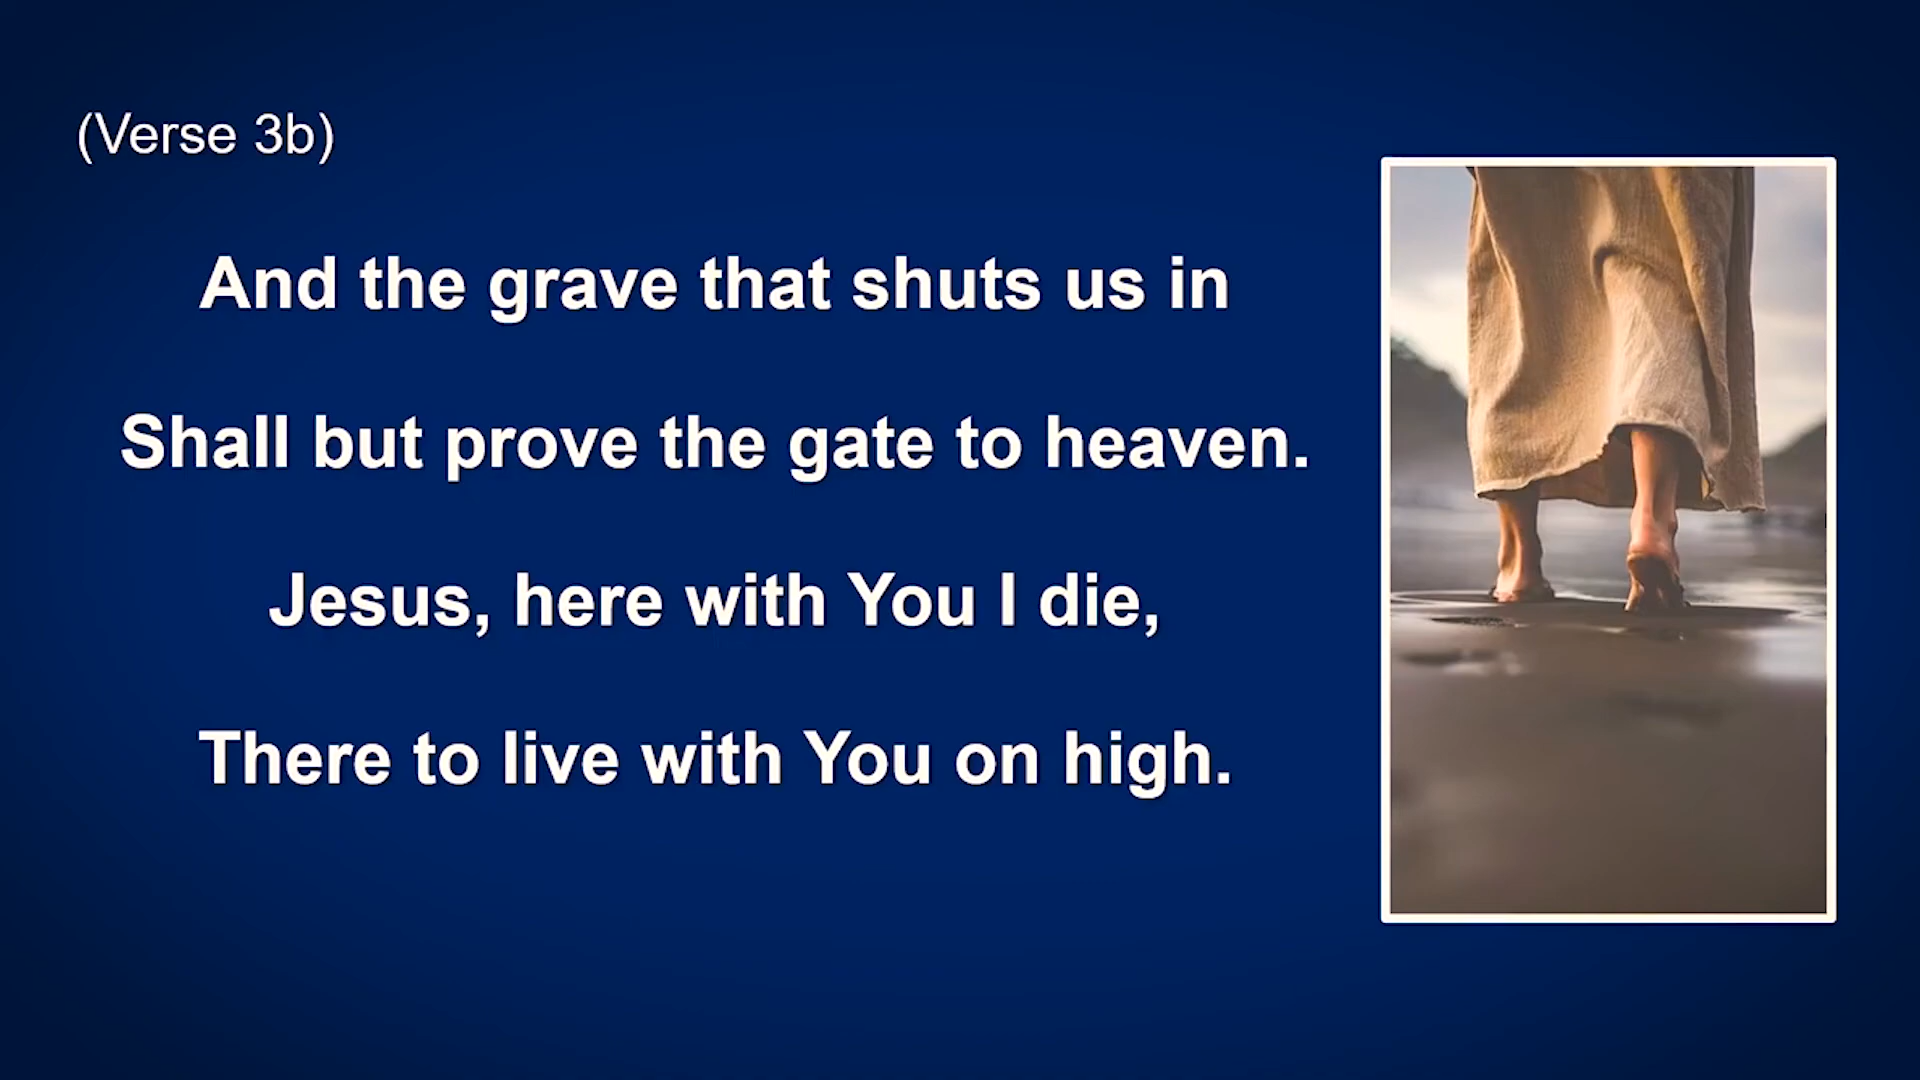 (Verse 3b)
And the grave that shuts us in
Shall but prove the gate to heaven.
Jesus, here with You I die,
There to live with You on high.